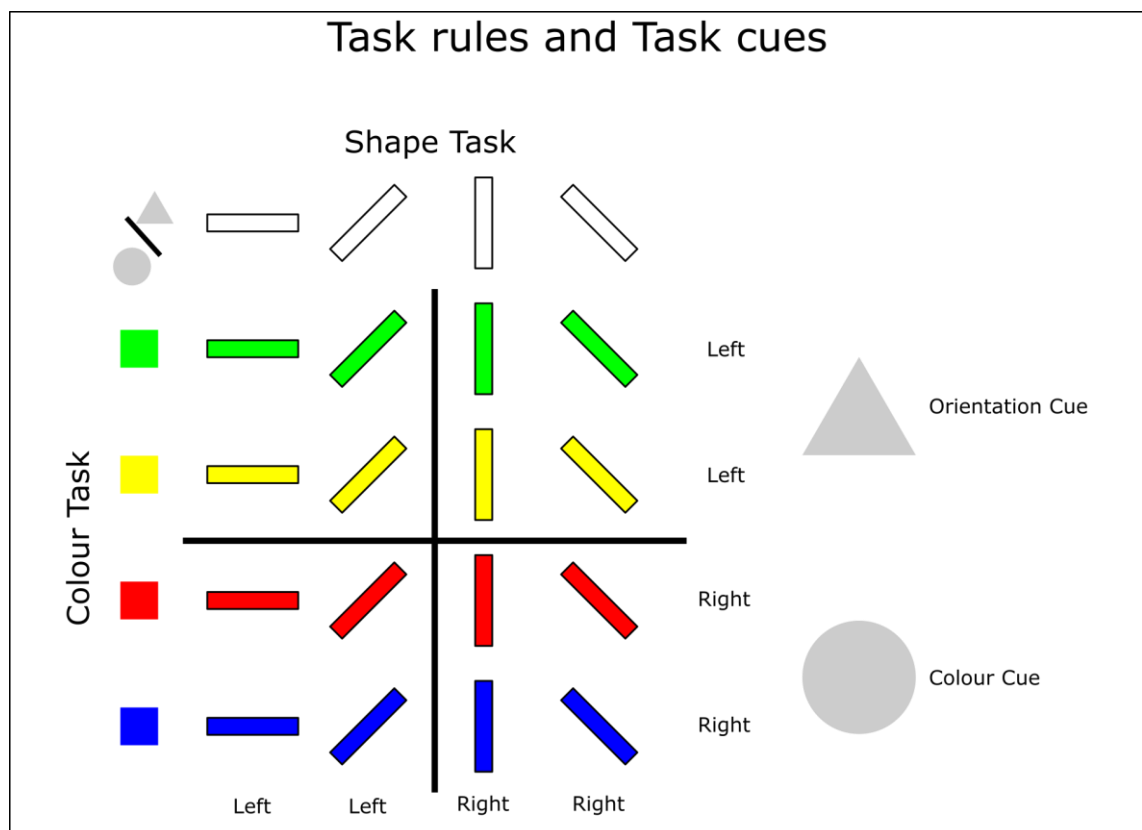 Task rules and Task cues
Shape Task
Colour Task
Left
Orientation Cue
Left
Right
Colour Cue
Right
Left Left Right Right